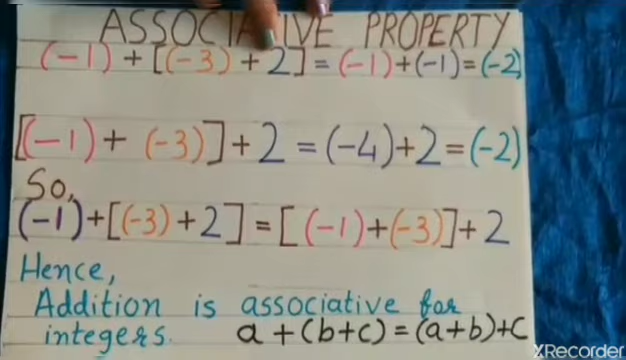 ASSOCIATIVE PROPERTY
(-1) + [(-3) + 2] = (-1)+(-1)=(-2)
[(-1) + (-3)] + 2 = (-4)+2 = (-2)
So,
(-1)+[(-3) + 2] = [(-1)+(-3)] + 2
Hence,
Addition is associative for
integers. a + (b+c) = (a+b)+c
XRecorder